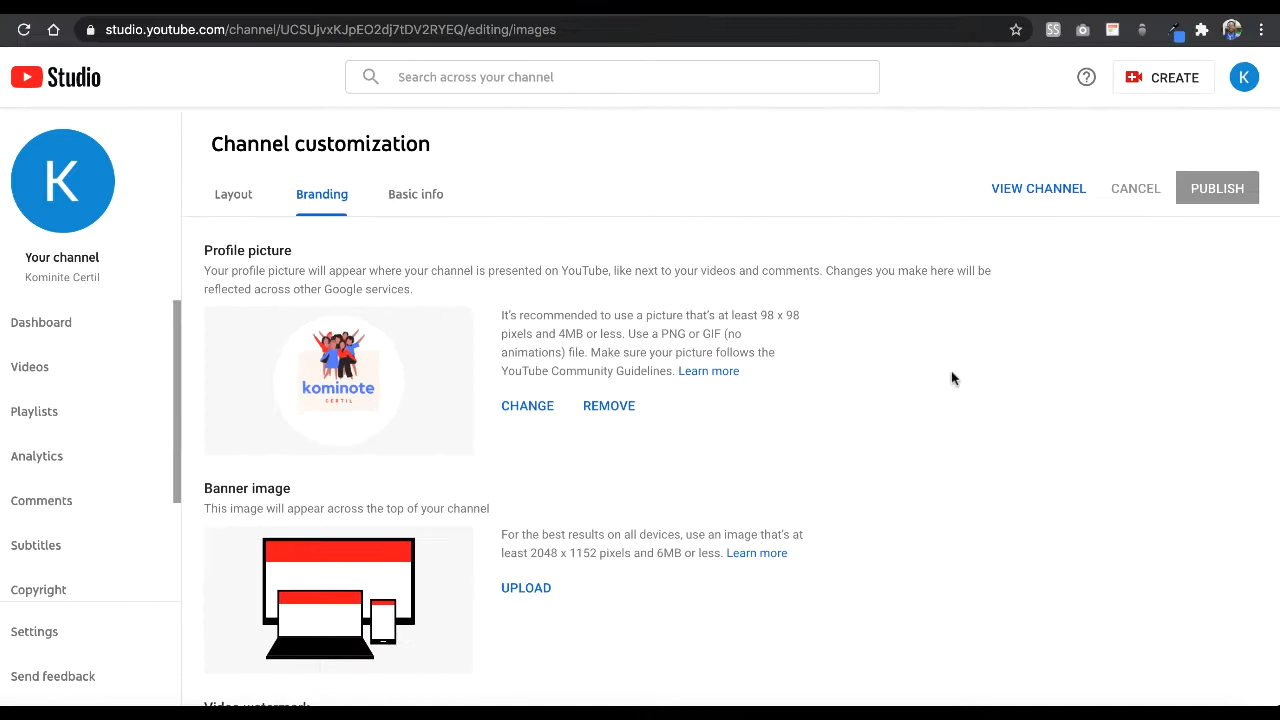 studio.youtube.com/channel/UCSUjvxKJpEO2dj7tDV2RYEQ/editing/images
SS
Studio
Search across your channel
CREATE
K
K
Your channel
Kominite Certil
Dashboard
Videos
Playlists
Analytics
Comments
Subtitles
Copyright
Settings
Send feedback
Channel customization
Layout
Branding
Basic info
VIEW CHANNEL
CANCEL
PUBLISH
Profile picture
Your profile picture will appear where your channel is presented on YouTube, like next to your videos and comments. Changes you make here will be
reflected across other Google services.
kominote
CERTIL
It's recommended to use a picture that's at least 98 x 98
pixels and 4MB or less. Use a PNG or GIF (no
animations) file. Make sure your picture follows the
YouTube Community Guidelines. Learn more
CHANGE
REMOVE
Banner image
This image will appear across the top of your channel
For the best results on all devices, use an image that's at
least 2048 x 1152 pixels and 6MB or less. Learn more
UPLOAD
Video watermark